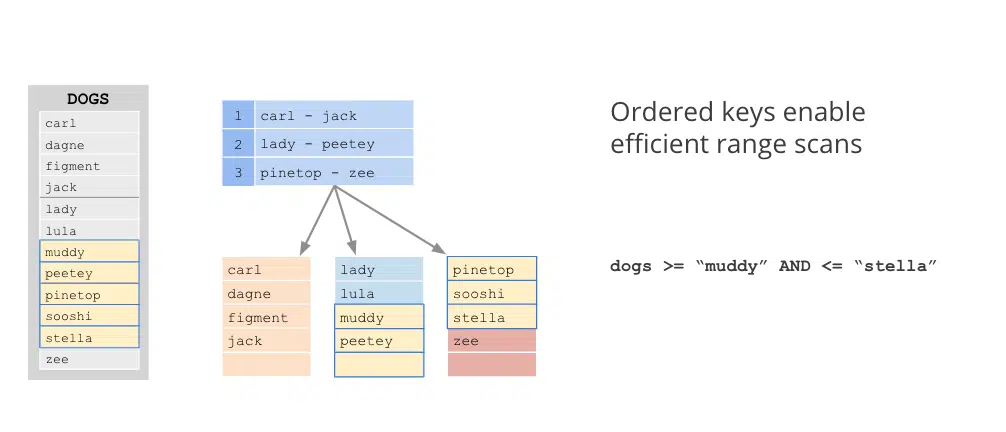 DOGS
carl
dagne
figment
jack
lady
lula
muddy
peetey
pinetop
sooshi
stella
zee
1 carl – jack
2 lady – peetey
3 pinetop – zee
carl
dagne
figment
jack
lady
lula
muddy
peetey
pinetop
sooshi
stella
zee
Ordered keys enable
efficient range scans
dogs >= “muddy” AND <= “stella”